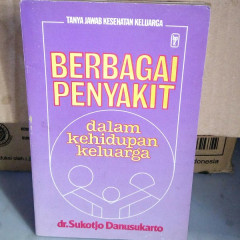 TANYA JAWAB KESEHATAN KELUARGA
BERBAGAI
PENYAKIT
dalam
kehidupan
keluarga
dr.Sukotjo Danusukarto